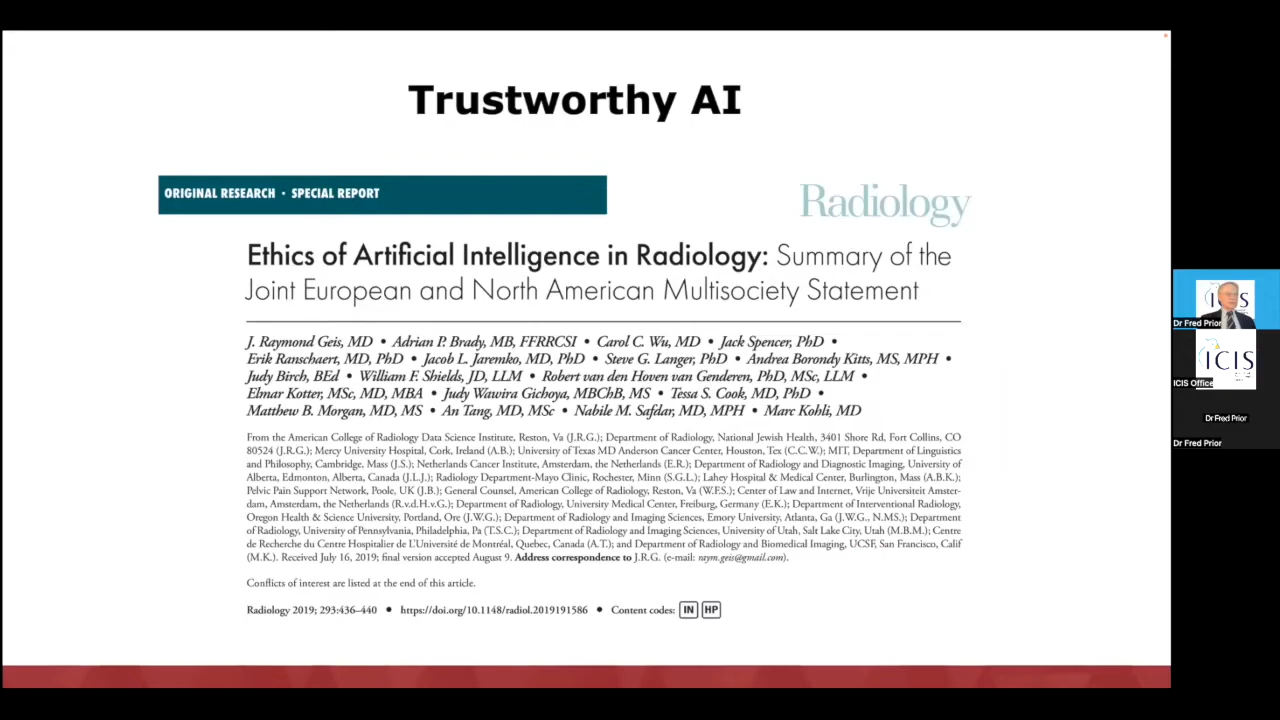 Trustworthy AI
ORIGINAL RESEARCH • SPECIAL REPORT
Radiology
Ethics of Artificial Intelligence in Radiology: Summary of the
Joint European and North American Multisociety Statement
J. Raymond Geis, MD • Adrian P. Brady, MB, FFRRCSI • Carol C. Wu, MD • Jack Spencer, PhD •
Erik Ranschaert, MD, PhD • Jacob L. Jaremko, MD, PhD • Steve G. Langer, PhD • Andrea Borondy Kitts, MS, MPH •
Judy Birch, BEd • William F. Shields, JD, LLM • Robert van den Hoven van Genderen, PhD, MSc, LLM •
Elmar Kotter, MSc, MD, MBA • Judy Wawira Gichoya, MBChB, MS • Tessa S. Cook, MD, PhD •
Matthew B. Morgan, MD, MS • An Tang, MD, MSc • Nabile M. Safdar, MD, MPH • Marc Kohli, MD
From the American College of Radiology Data Science Institute, Reston, Va (J.R.G.); Department of Radiology, National Jewish Health, 3401 Shore Rd, Fort Collins, CO
80524 (J.R.G.); Mercy University Hospital, Cork, Ireland (A.B.); University of Texas MD Anderson Cancer Center, Houston, Tex (C.C.W.); MIT, Department of Linguistics
and Philosophy, Cambridge, Mass (J.S.); Netherlands Cancer Institute, Amsterdam, the Netherlands (E.R.); Department of Radiology and Diagnostic Imaging, University of
Alberta, Edmonton, Alberta, Canada (J.L.J.); Radiology Department-Mayo Clinic, Rochester, Minn (S.G.L.); Lahey Hospital & Medical Center, Burlington, Mass (A.B.K.);
Pelvic Pain Support Network, Poole, UK (J.B.); General Counsel, American College of Radiology, Reston, Va (W.F.S.); Center of Law and Internet, Vrije Universiteit Amster-
dam, Amsterdam, the Netherlands (R.v.d.H.v.G.); Department of Radiology, University Medical Center, Freiburg, Germany (E.K.); Department of Interventional Radiology,
Oregon Health & Science University, Portland, Ore (J.W.G.); Department of Radiology and Imaging Sciences, Emory University, Atlanta, Ga (J.W.G., N.M.S.); Department
of Radiology, University of Pennsylvania, Philadelphia, Pa (T.S.C.); Department of Radiology and Imaging Sciences, University of Utah, Salt Lake City, Utah (M.B.M.); Centre
de Recherche du Centre Hospitalier de L'Université de Montréal, Quebec, Canada (A.T.); and Department of Radiology and Biomedical Imaging, UCSF, San Francisco, Calif
(M.K.). Received July 16, 2019; final version accepted August 9. Address correspondence to J.R.G. (e-mail: raym.geis@gmail.com).
Conflicts of interest are listed at the end of this article.
Radiology 2019; 293:436–440 • https://doi.org/10.1148/radiol.2019191586 • Content codes: IN HP
Dr Fred Prior
ICIS
ICIS Office
Dr Fred Prior
Dr Fred Prior